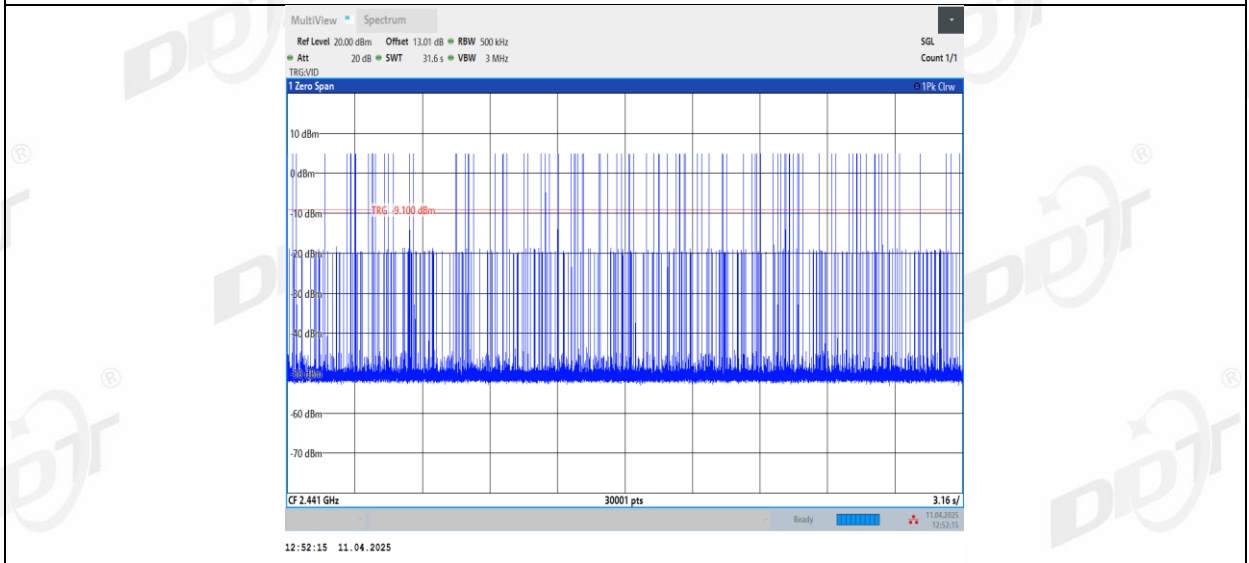 MultiView Spectrum
Ref Level 20.00 dBm Offset 13.01 dB RBW 500 kHz SGL
Att 20 dB SWT 31.6 s VBW 3 MHz Count 1/1
TRG:VID
1 Zero Span 1Pk Clrw
10 dBm
0 dBm
TRG -9.100 dBm
-10 dBm
-20 dBm
-30 dBm
-40 dBm
-50 dBm
-60 dBm
-70 dBm
CF 2.441 GHz 30001 pts 3.16 s/
Ready 11.04.2025
12:52:15
12:52:15 11.04.2025
DDT
®